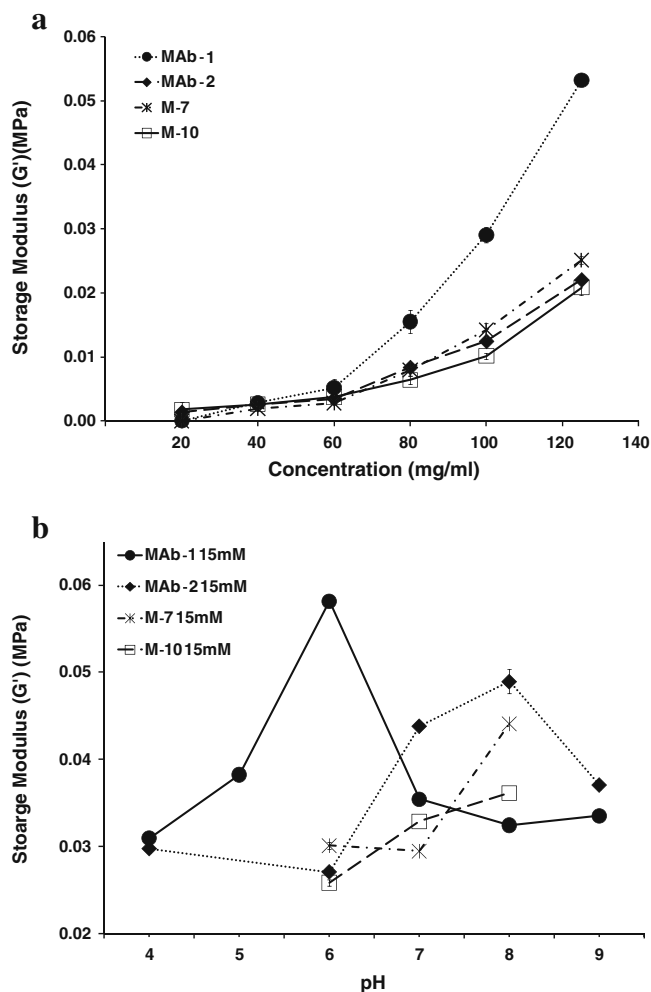 a
0.06
0.05
0.04
0.03
0.02
0.01
0.00
Storage Modulus (G')(MPa)
MAb-1
MAb-2
M-7
M-10
20 40 60 80 100 120 140
Concentration (mg/ml)
b
0.06
0.05
0.04
0.03
0.02
Stoarge Modulus (G') (MPa)
MAb-115mM
MAb-215mM
M-715mM
M-1015mM
4 5 6 7 8 9
pH